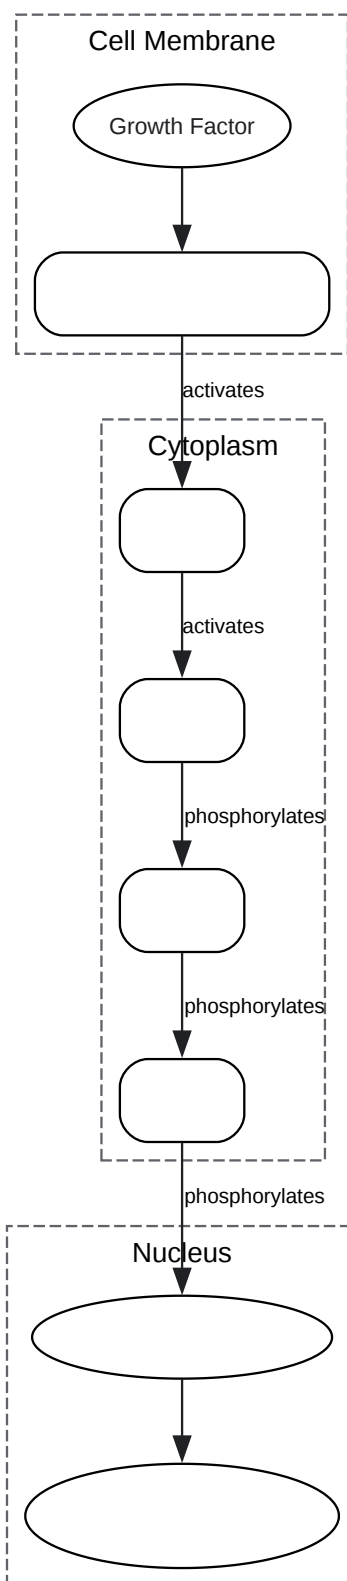 Cell Membrane
Growth Factor
activates
Cytoplasm
activates
phosphorylates
phosphorylates
phosphorylates
Nucleus